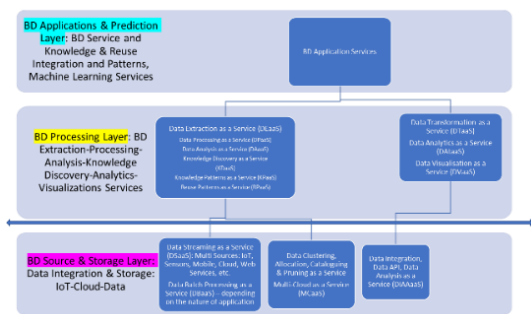 BD Applications & Prediction
Layer: BD Service and
Knowledge & Reuse
Integration and Patterns,
Machine Learning Services
BD Application Services
BD Processing Layer: BD
Extraction-Processing-
Analysis-Knowledge
Discovery-Analytics-
Visualizations Services
Data Extraction as a Service (DEaaS)
Data Processing as a Service (DPaaS)
Data Analysis as a Service (DAaaS)
Knowledge Discovery as a Service
Knowledge Patterns as a Service (KPaaS)
Reuse Patterns as a Service (RPaaS)
Data Transformation as a
Service (DTaaS)
Data Analytics as a Service
(DAtaaS)
Data Visualisation as a
Service (DVaaS)
BD Source & Storage Layer:
Data Integration & Storage:
IoT-Cloud-Data
Data Streaming as a Service
(DSaaS): Multi Sources: IoT,
Sensors, Mobile, Cloud, Web
Services, etc.
Data Batch Processing as a
Service (DBaaS) – depending
on the nature of application
Data Clustering,
Allocation, Cataloguing
& Pruning as a Service
Multi-Cloud as a Service
(MCaaS)
Data Integration,
Data API, Data
Analysis as a
Service (DIAAaaS)